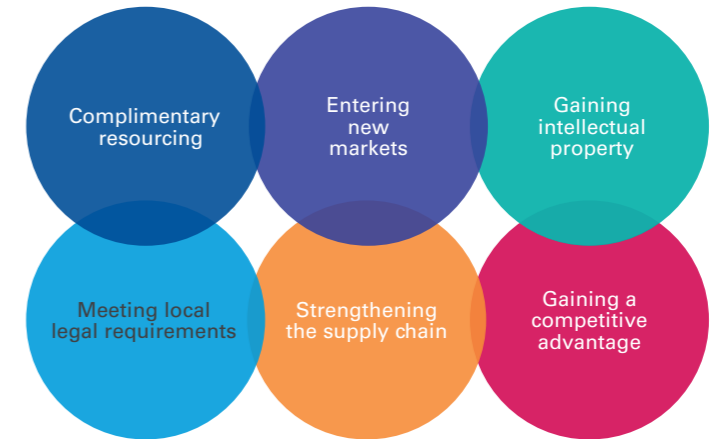 Complimentary
resourcing
Entering
new
markets
Gaining
intellectual
property
Meeting local
legal requirements
Strengthening
the supply chain
Gaining a
competitive
advantage